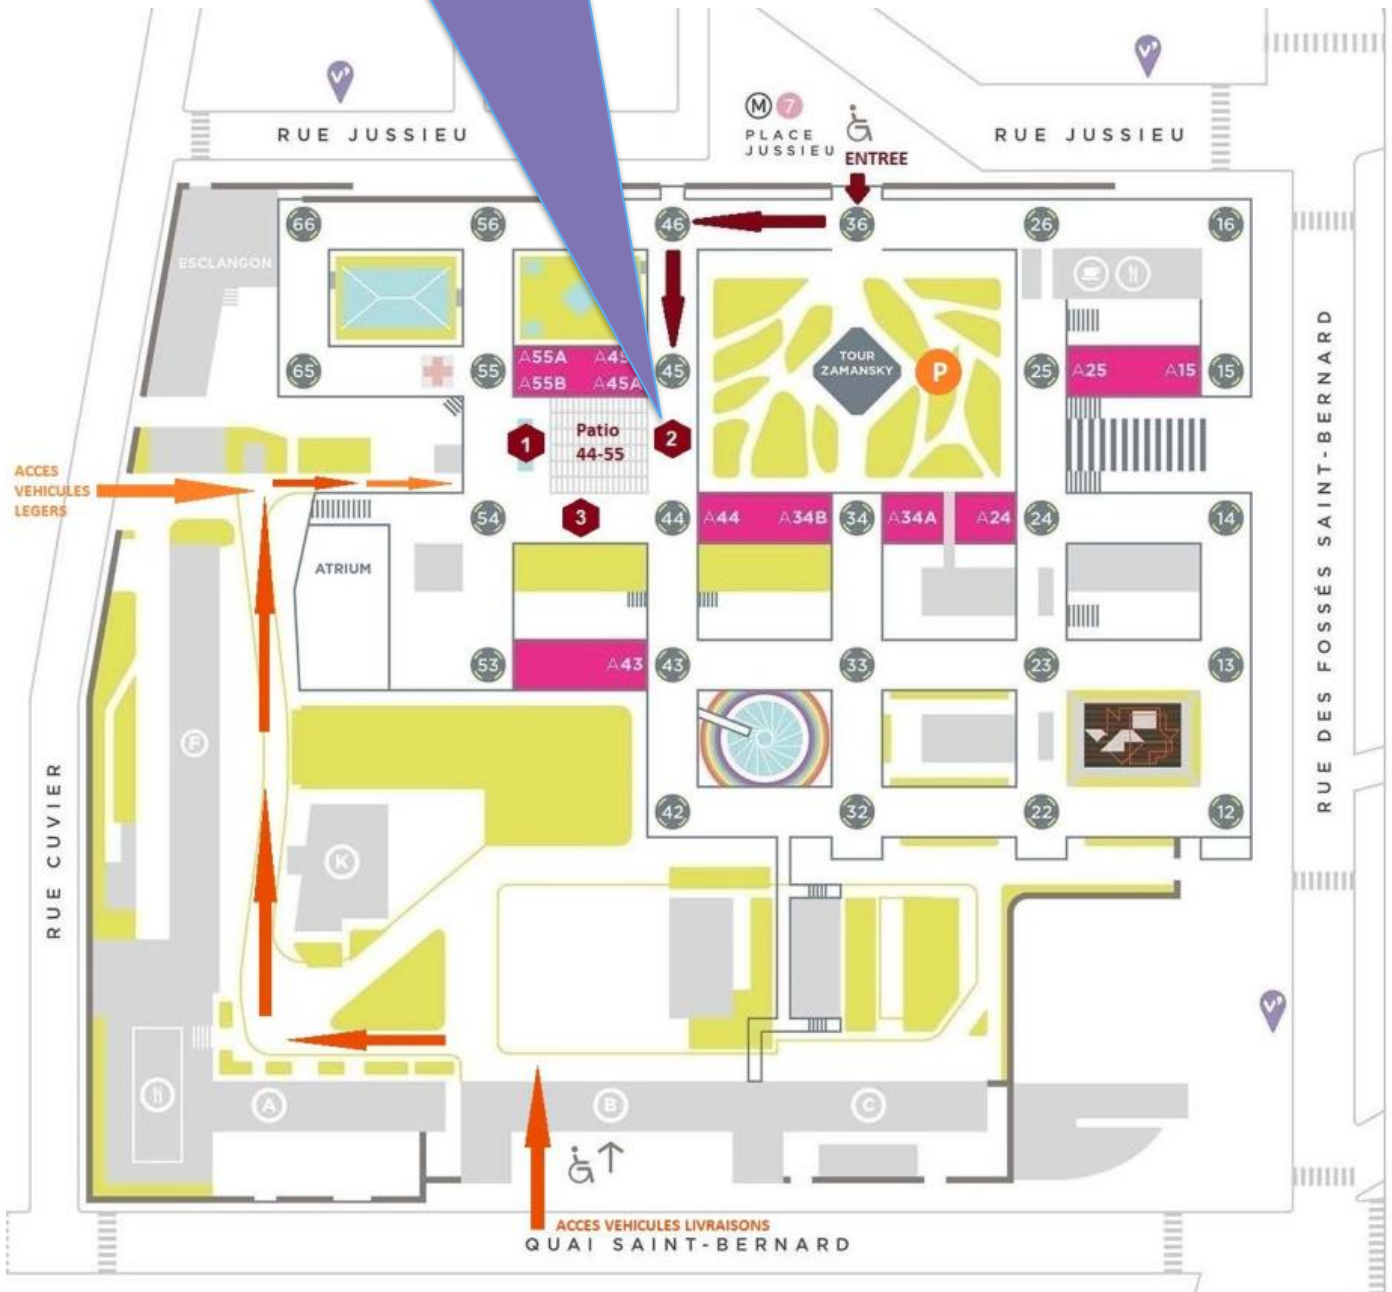 V'
V'
M 7
PLACE
JUSSIEU
RUE JUSSIEU
RUE JUSSIEU
ENTREE
66
56
46
36
26
16
ESCLANGON
A55A
A55B A45A
65
55
45
TOUR
ZAMANSKY
P
25
A25 A15
15
1
Patio
44-55
2
ACCES
VEHICULES
LEGERS
54
3
44
A44 A34B
34
A34A
A24
24
14
ATRIUM
53
A43
43
33
23
13
F
42
32
22
12
K
RUE CUVIER
RUE DES FOSSÉS SAINT-BERNARD
V'
A
B
C
ACCES VEHICULES LIVRAISONS
QUAI SAINT-BERNARD